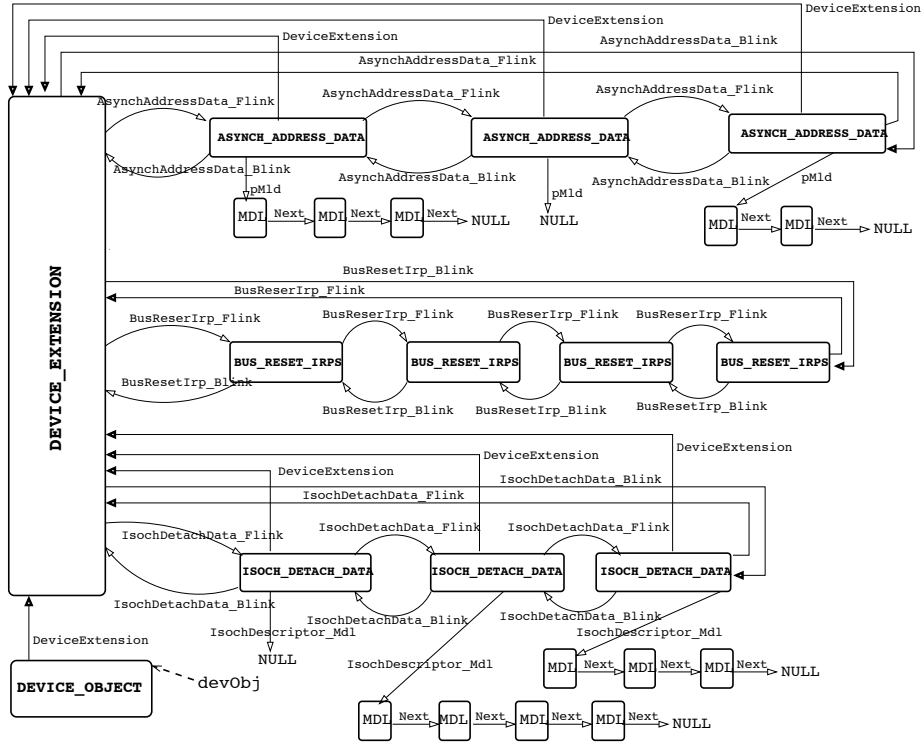 DeviceExtension
DeviceExtension
AsynchAddressData_Blink
AsynchAddressData_Flink
AsynchAddressData_Flink
AsynchAddressData_Flink
AsynchAddressData_Flink
ASYNCH_ADDRESS_DATA
ASYNCH_ADDRESS_DATA
ASYNCH_ADDRESS_DATA
AsynchAddressData_Blink
AsynchAddressData_Blink
AsynchAddressData_Blink
pMld
pMld
pMld
MDL
Next
MDL
Next
MDL
Next
NULL
NULL
MDL
Next
MDL
Next
NULL
DEVICE_EXTENSION
BusResetIrp_Blink
BusReserIrp_Flink
BusReserIrp_Flink
BusReserIrp_Flink
BusReserIrp_Flink
BusReserIrp_Flink
BUS_RESET_IRPS
BUS_RESET_IRPS
BUS_RESET_IRPS
BUS_RESET_IRPS
BusResetIrp_Blink
BusResetIrp_Blink
BusResetIrp_Blink
BusResetIrp_Blink
DeviceExtension
DeviceExtension
IsochDetachData_Blink
IsochDetachData_Flink
IsochDetachData_Flink
IsochDetachData_Flink
IsochDetachData_Flink
ISOCH_DETACH_DATA
ISOCH_DETACH_DATA
ISOCH_DETACH_DATA
IsochDetachData_Blink
IsochDetachData_Blink
IsochDetachData_Blink
IsochDescriptor_Mdl
IsochDescriptor_Mdl
IsochDescriptor_Mdl
NULL
MDL
Next
MDL
Next
MDL
Next
NULL
DeviceExtension
DEVICE_OBJECT
devObj
MDL
Next
MDL
Next
MDL
Next
MDL
Next
NULL